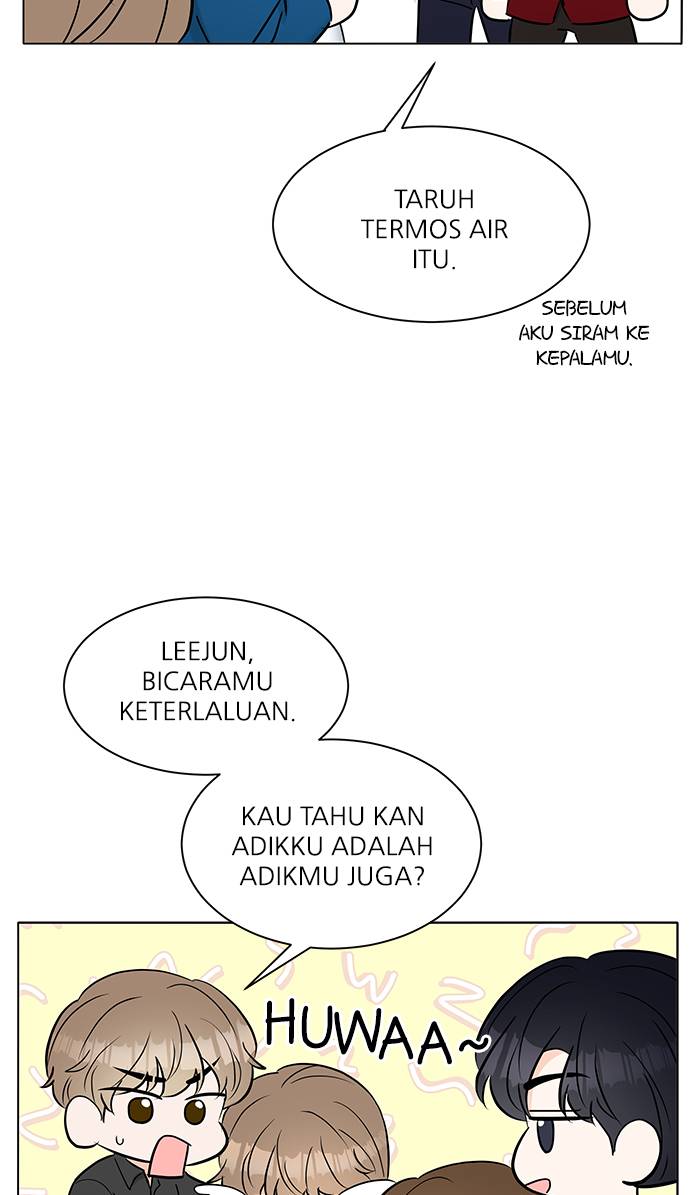 TARUH
TERMOS AIR
ITU.
SEBELUM
AKU SIRAM KE
KEPALAMU.
LEEJUN,
BICARAMU
KETERLALUAN.
KAU TAHU KAN
ADIKKU ADALAH
ADIKMU JUGA?
HUWAA~